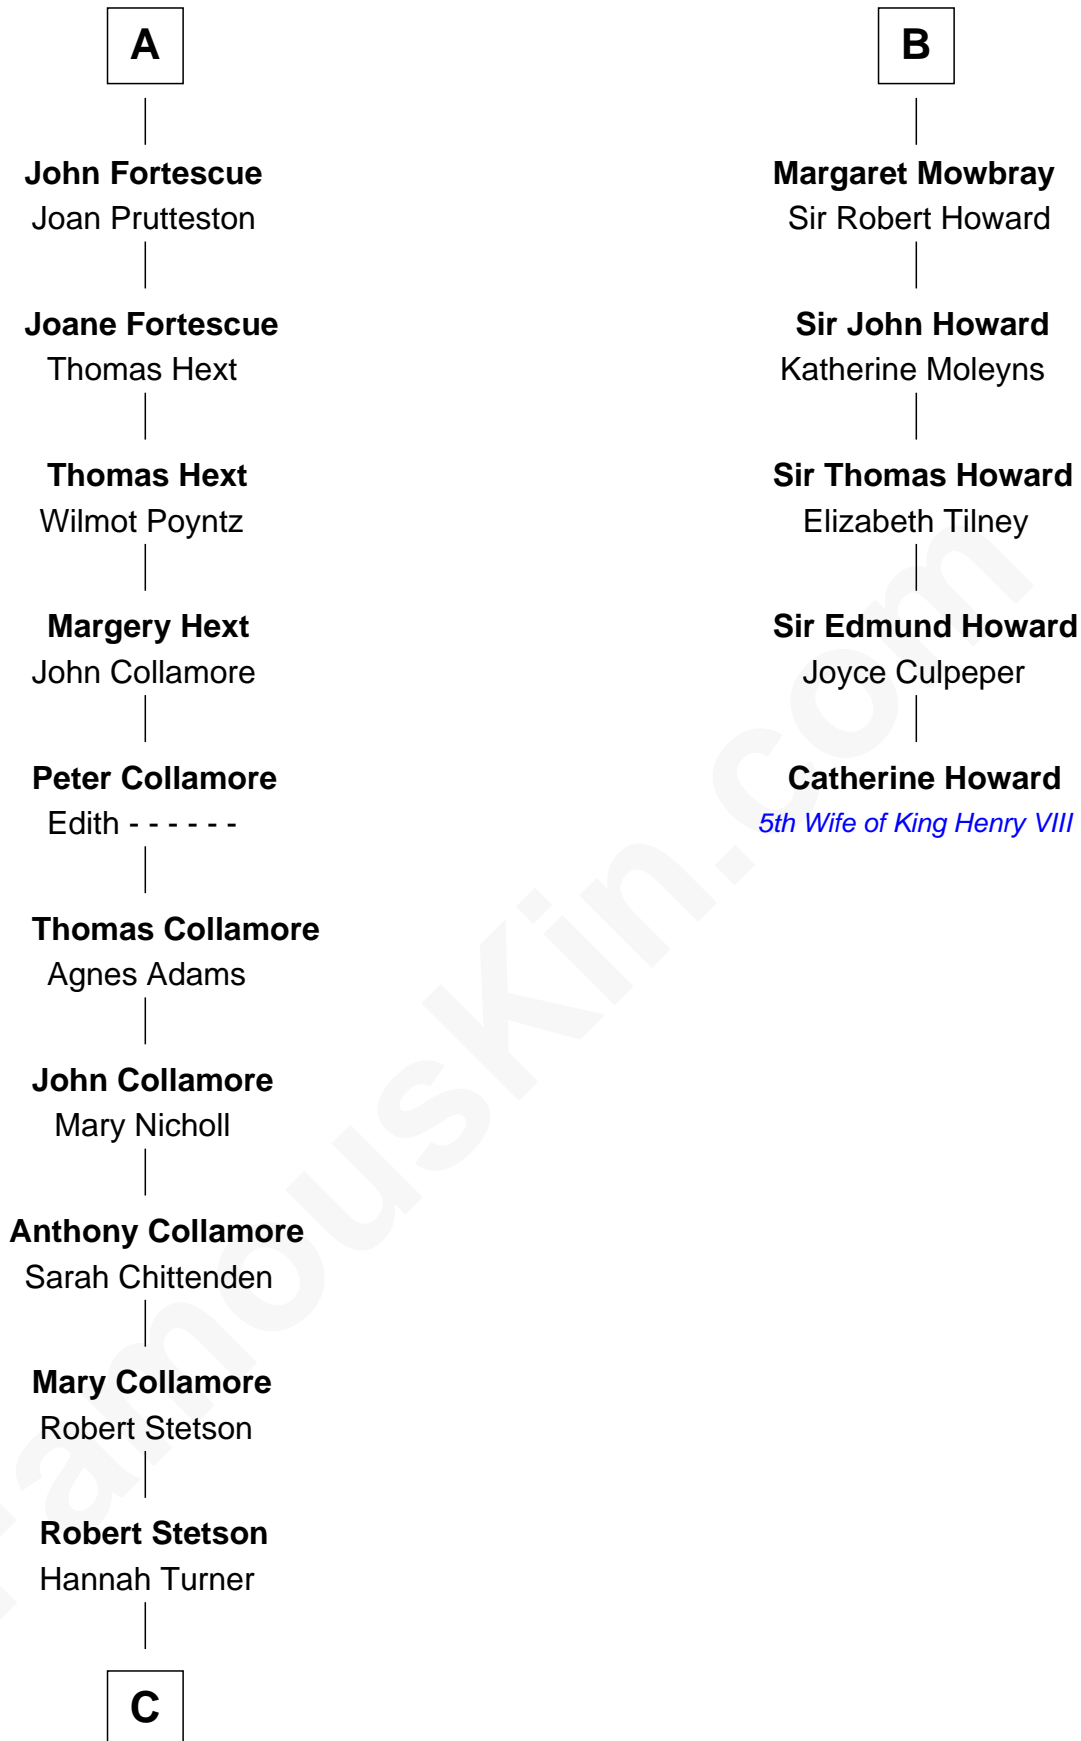 A
John Fortescue
Joan Prutteston
Joane Fortescue
Thomas Hext
Thomas Hext
Wilmot Poyntz
Margery Hext
John Collamore
Peter Collamore
Edith - - - - - -
Thomas Collamore
Agnes Adams
John Collamore
Mary Nicholl
Anthony Collamore
Sarah Chittenden
Mary Collamore
Robert Stetson
Robert Stetson
Hannah Turner
C
B
Margaret Mowbray
Sir Robert Howard
Sir John Howard
Katherine Moleyns
Sir Thomas Howard
Elizabeth Tilney
Sir Edmund Howard
Joyce Culpeper
Catherine Howard
5th Wife of King Henry VIII
FamousKin.com